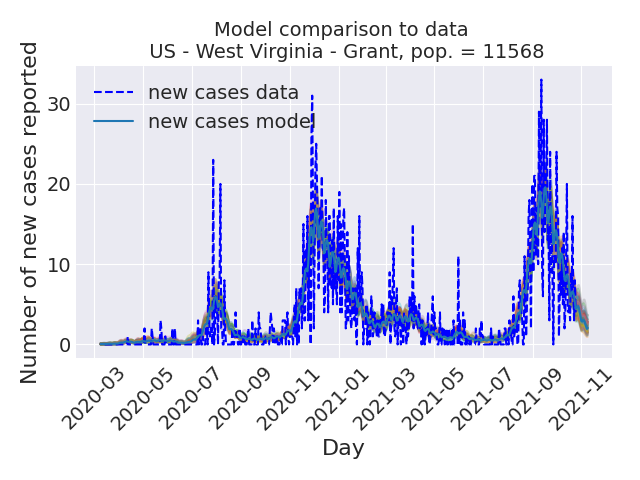 Model comparison to data
US - West Virginia - Grant, pop. = 11568
Number of new cases reported
30
20
10
0
new cases data
new cases model
2020-03
2020-05
2020-07
2020-09
2020-11
2021-01
2021-03
2021-05
2021-07
2021-09
2021-11
Day